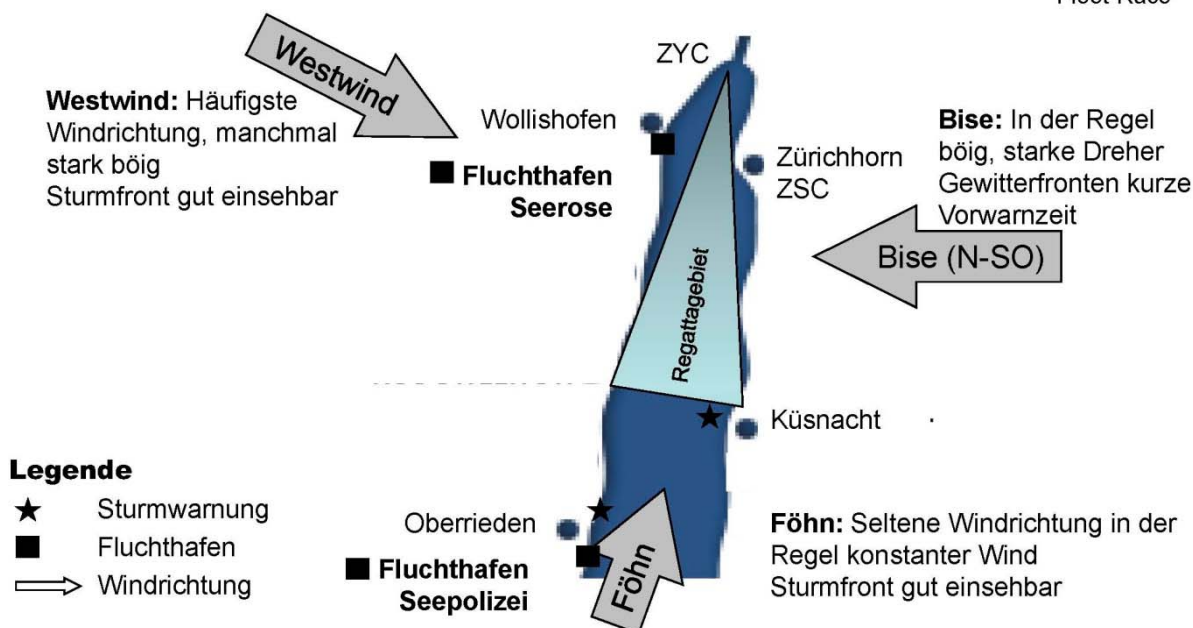 Westwind
Westwind: Häufigste
Windrichtung, manchmal
stark böig
Sturmfront gut einsehbar
ZYC
Wollishofen
Fluchthafen
Seerose
Zürichhorn
ZSC
Bise: In der Regel
böig, starke Dreher
Gewitterfronten kurze
Vorwarnzeit
Bise (N-SO)
Regattagebiet
Küsnacht
Legende
Sturmwarnung
Fluchthafen
Windrichtung
Oberrieden
Fluchthafen
Seepolizei
Föhn
Föhn: Seltene Windrichtung in der
Regel konstanter Wind
Sturmfront gut einsehbar